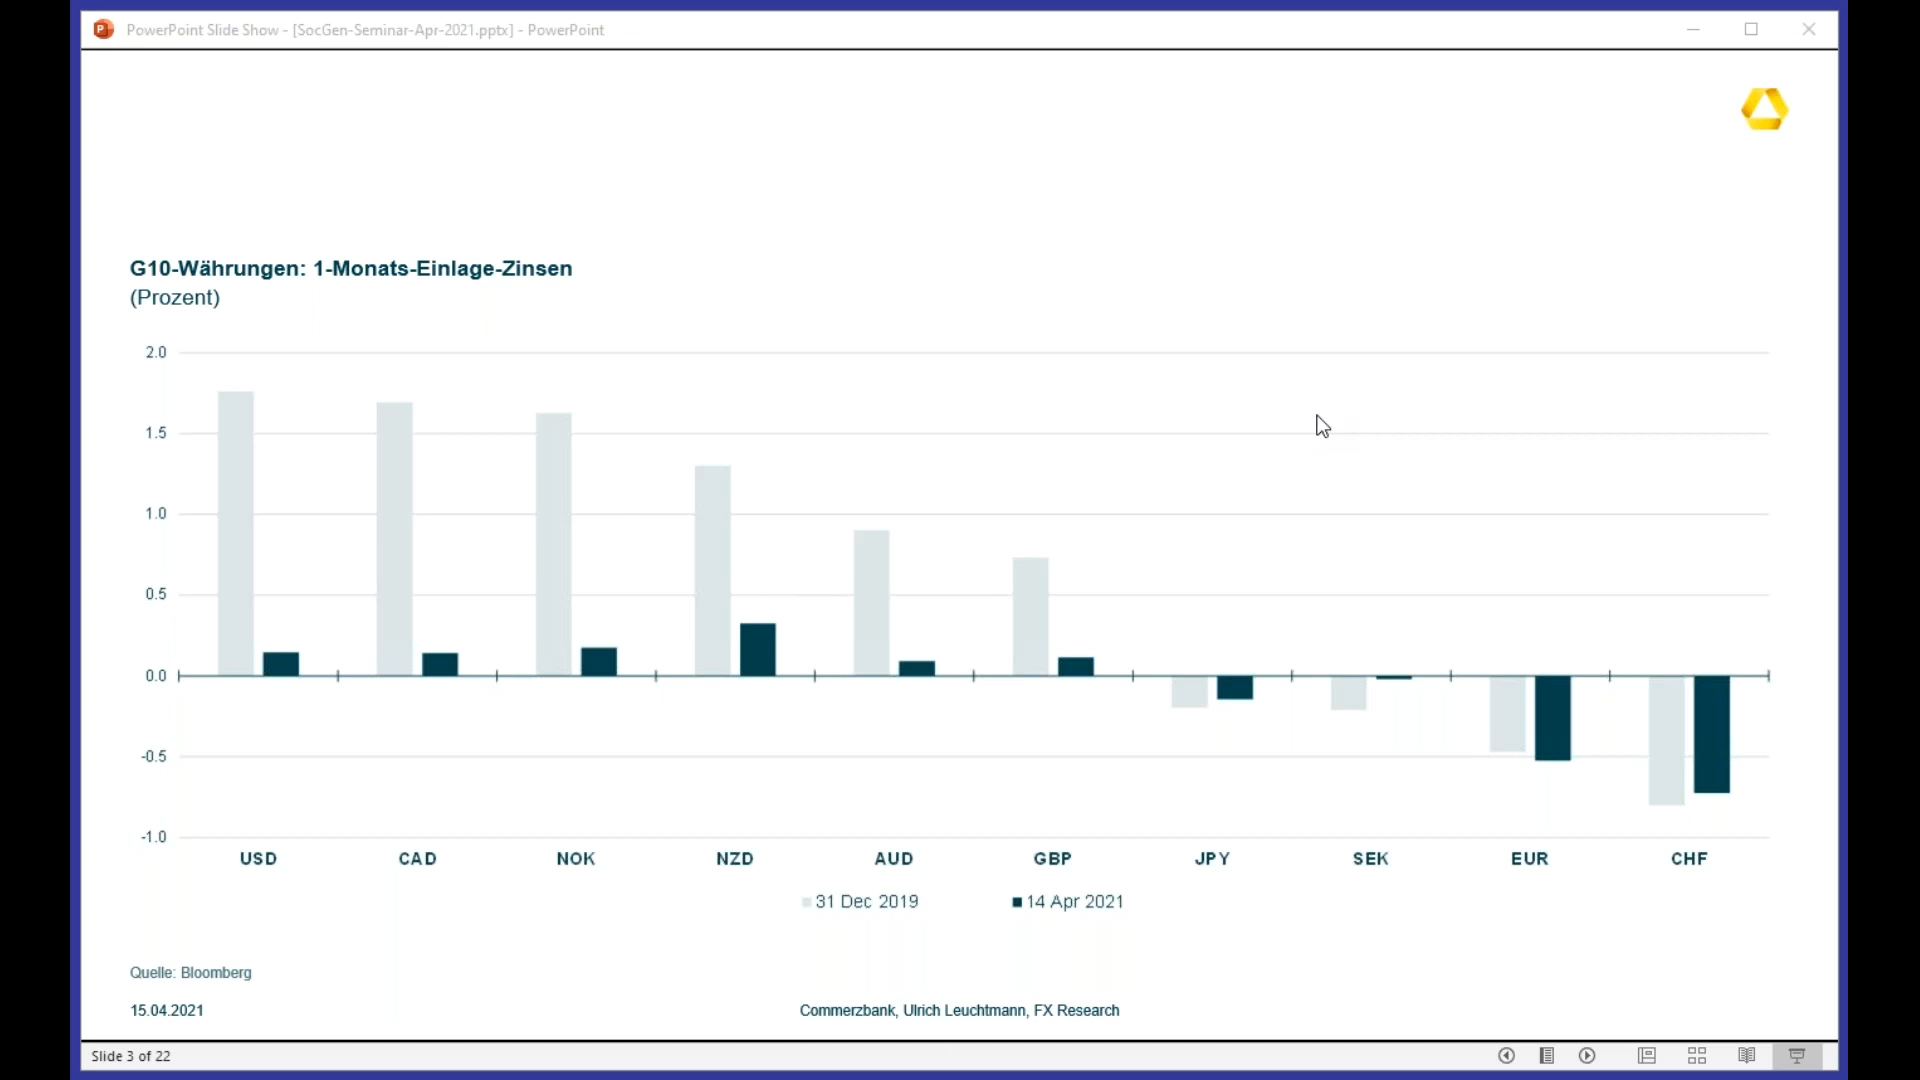 PowerPoint Slide Show - [SocGen-Seminar-Apr-2021.pptx] - PowerPoint
G10-Währungen: 1-Monats-Einlage-Zinsen
(Prozent)
2.0
1.5
1.0
0.5
0.0
-0.5
-1.0
USD CAD NOK NZD AUD GBP JPY SEK EUR CHF
31 Dec 2019 14 Apr 2021
Quelle: Bloomberg
15.04.2021 Commerzbank, Ulrich Leuchtmann, FX Research
Slide 3 of 22